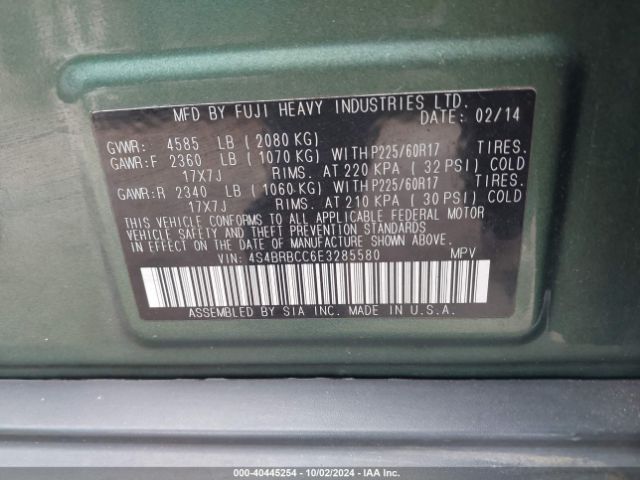 MFD BY FUJI HEAVY INDUSTRIES LTD.
DATE: 02/14
GVWR: 4585 LB (2080 KG)
GAWR:F 2360 LB (1070 KG) WITH P225/60R17 TIRES.
17X7J RIMS. AT 220 KPA (32 PSI) COLD
GAWR:R 2340 LB (1060 KG) WITH P225/60R17 TIRES.
17X7J RIMS. AT 210 KPA (30 PSI) COLD
THIS VEHICLE CONFORMS TO ALL APPLICABLE FEDERAL MOTOR
VEHICLE SAFETY AND THEFT PREVENTION STANDARDS
IN EFFECT ON THE DATE OF MANUFACTURE SHOWN ABOVE.
VIN: 4S4BRBCC6E3285580 MPV
ASSEMBLED BY SIA INC. MADE IN U.S.A.
000-40445254 - 10/02/2024 - IAAI.COM